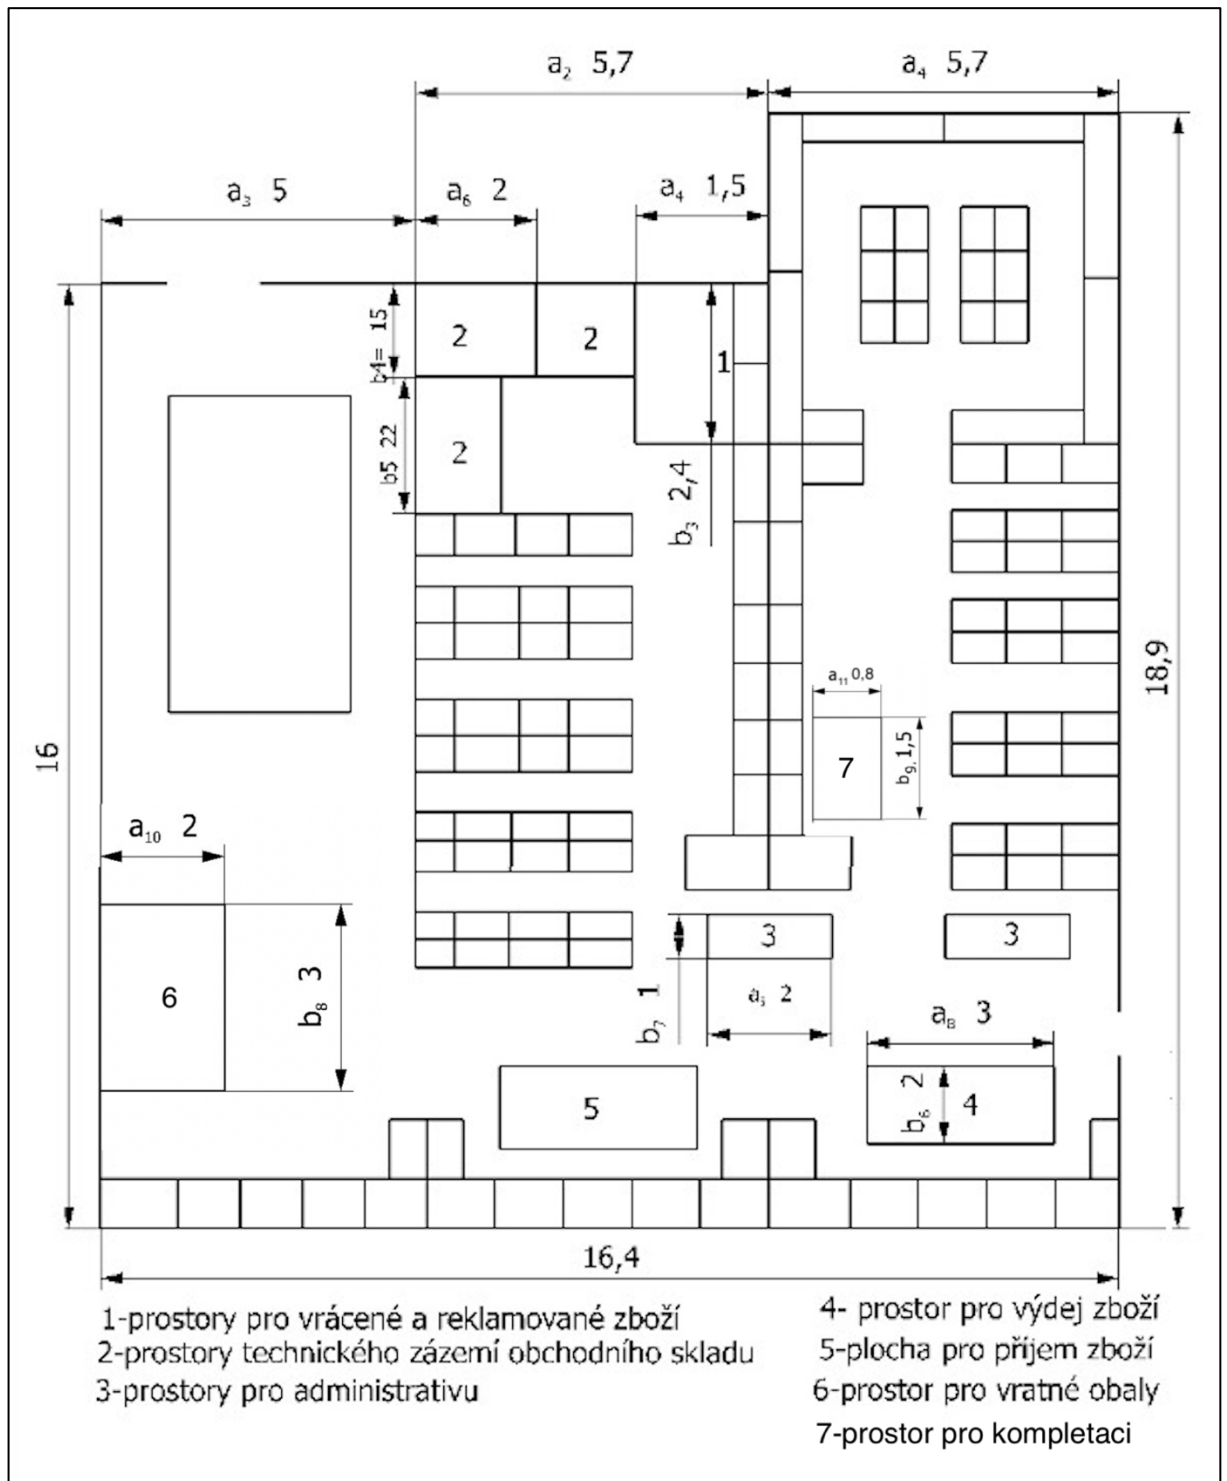 a₂ 5,7
a₄ 5,7
a₃ 5
a₆ 2
a₄ 1,5
b4= 15
2
2
1
b5 22
2
b₃ 2,4
16
18,9
a₁₁ 0,8
7
b₉, 1,5
a₁₀ 2
6
b₈ 3
3
3
b₇ 1
a₅ 2
a₈ 3
5
b₆ 2
4
16,4
1-prostory pro vrácené a reklamované zboží
2-prostory technického zázemí obchodního skladu
3-prostory pro administrativu
4- prostor pro výdej zboží
5-plocha pro příjem zboží
6-prostor pro vratné obaly
7-prostor pro kompletaci